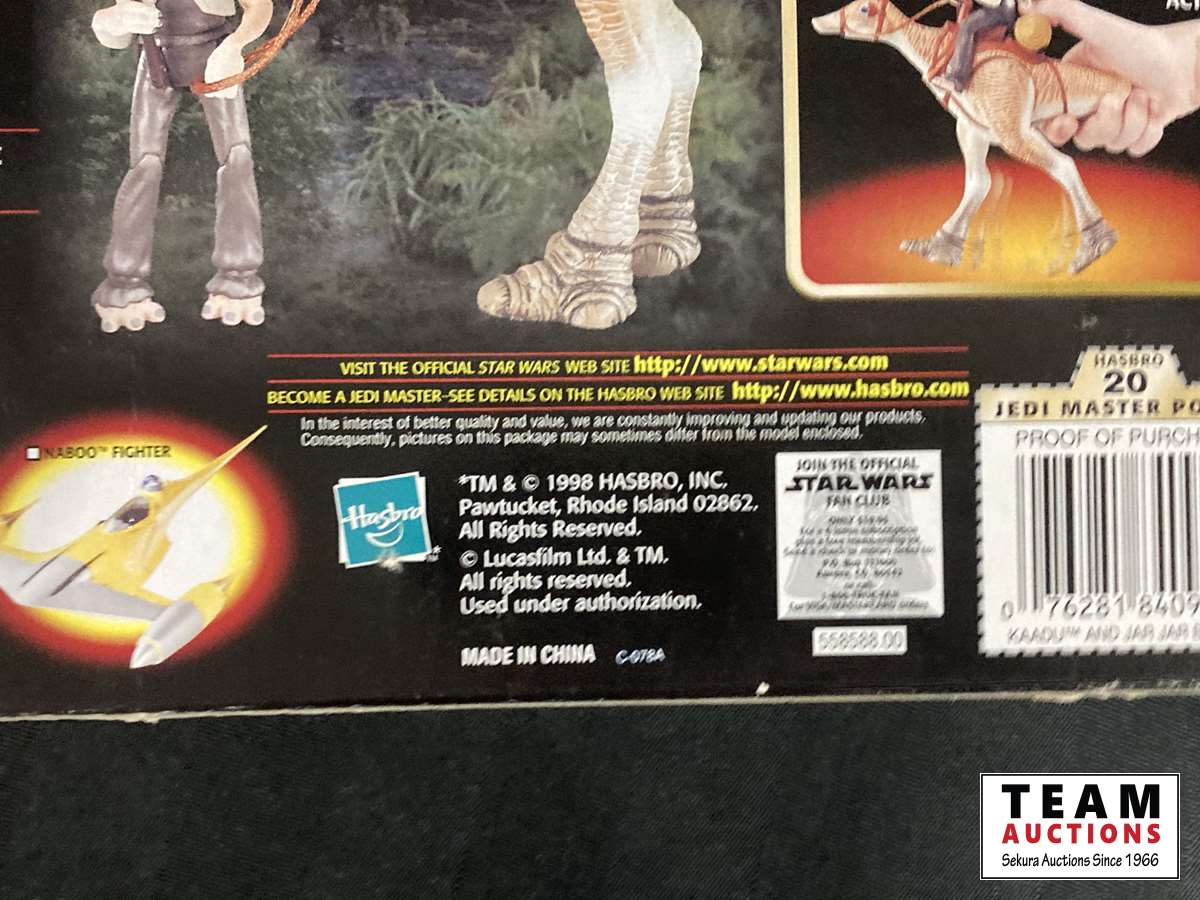 VISIT THE OFFICIAL STAR WARS WEB SITE http://www.starwars.com
BECOME A JEDI MASTER-SEE DETAILS ON THE HASBRO WEB SITE http://www.hasbro.com
In the interest of better quality and value, we are constantly improving and updating our products.
Consequently, pictures on this package may sometimes differ from the model enclosed.
NABOO™ FIGHTER
Hasbro
*™
*TM & © 1998 HASBRO, INC.
Pawtucket, Rhode Island 02862.
All Rights Reserved.
© Lucasfilm Ltd. & TM.
All rights reserved.
Used under authorization.
MADE IN CHINA C-078A
JOIN THE OFFICIAL
STAR WARS
FAN CLUB
558588.00
HASBRO
20
JEDI MASTER PO
PROOF OF PURCH
0 76281 840
KAADU™ AND JAR JAR
TEAM
AUCTIONS
Sekura Auctions Since 1966